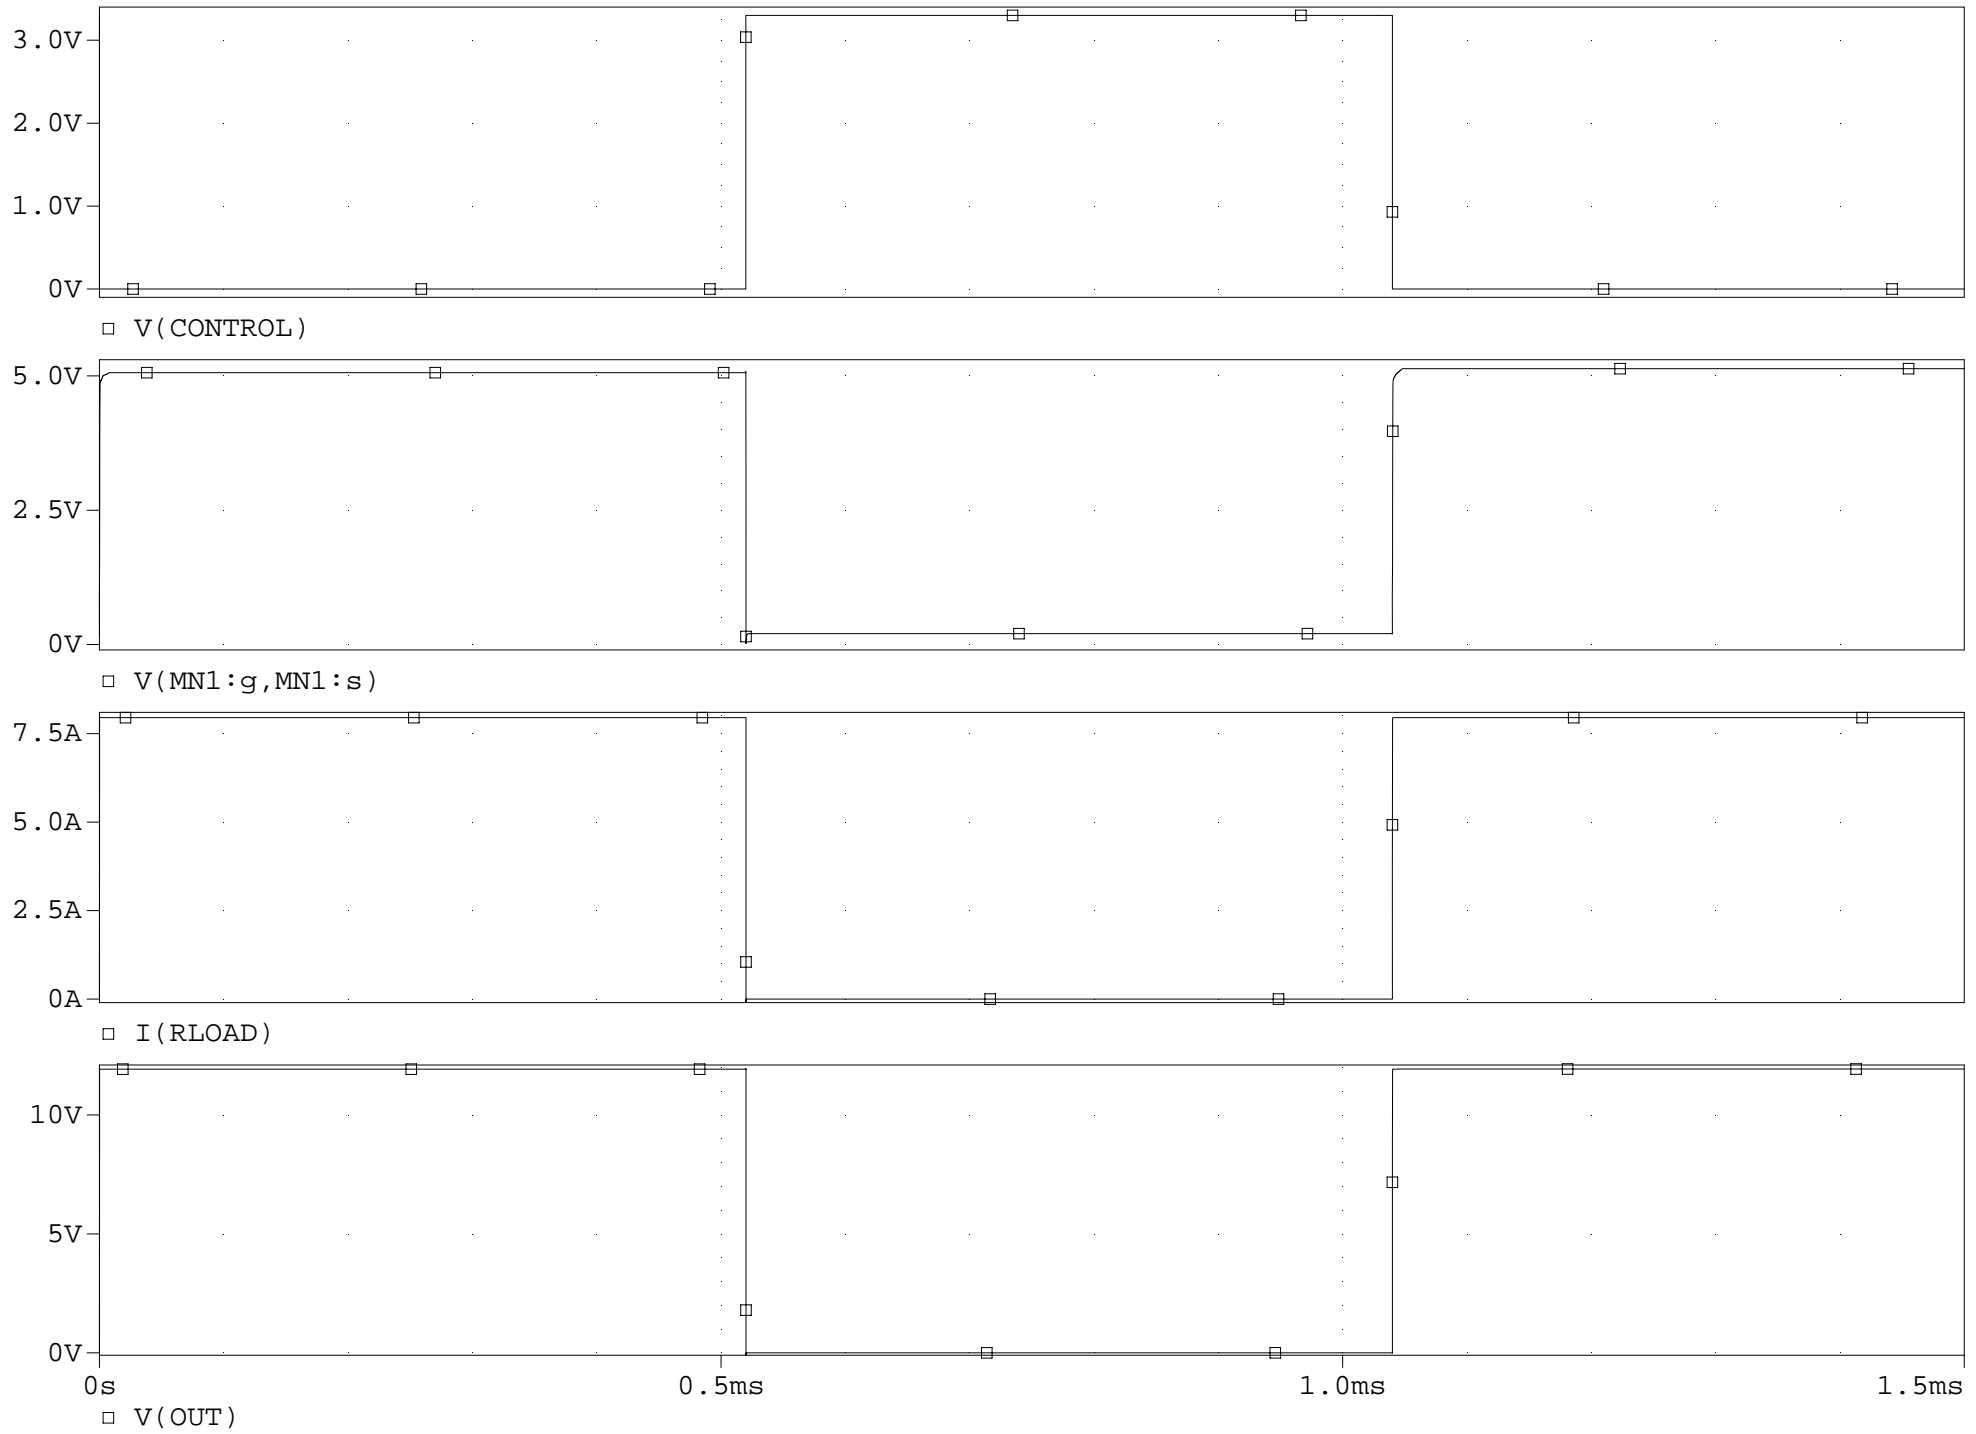 3.0V
2.0V
1.0V
0V
V(CONTROL)
5.0V
2.5V
0V
V(MN1:g,MN1:s)
7.5A
5.0A
2.5A
0A
I(RLOAD)
10V
5V
0V
0s 0.5ms 1.0ms 1.5ms
V(OUT)